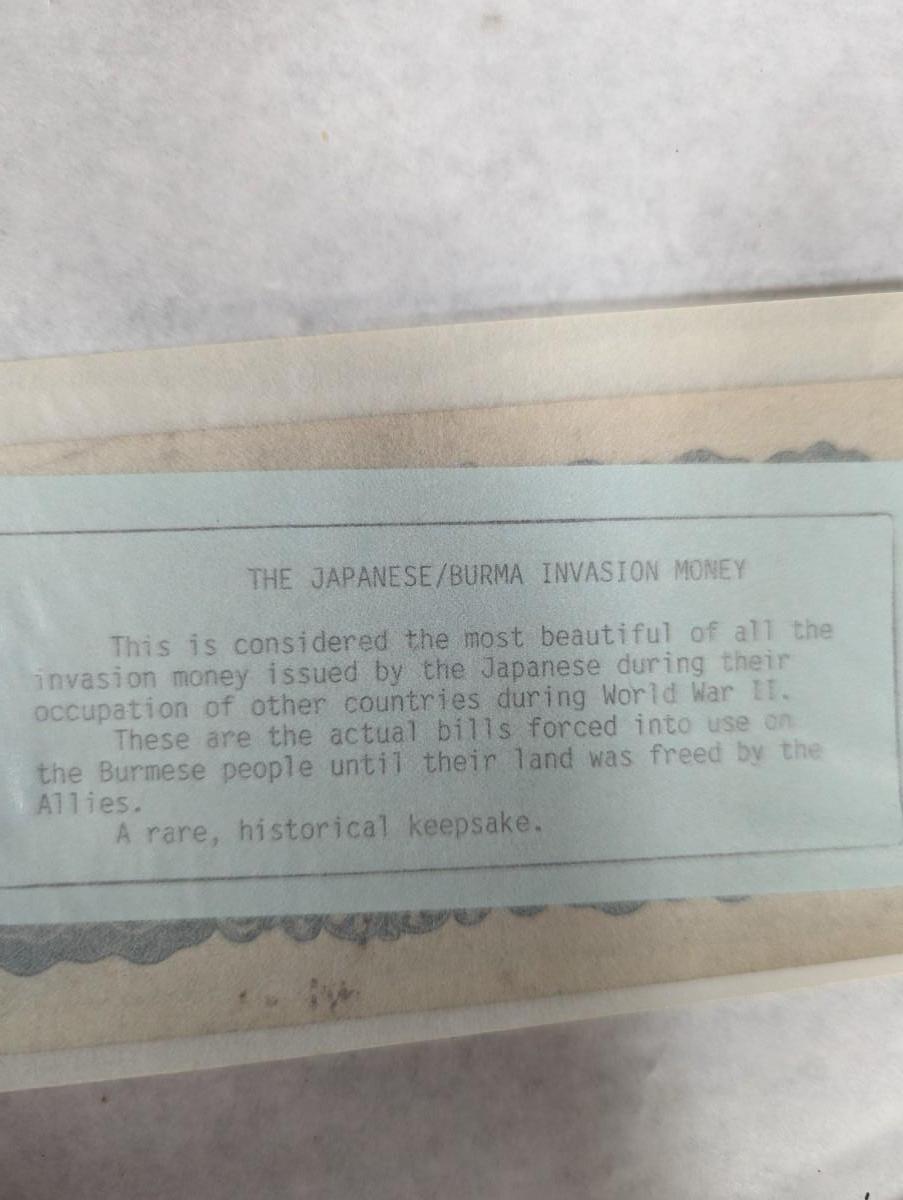 THE JAPANESE/BURMA INVASION MONEY
This is considered the most beautiful of all the
invasion money issued by the Japanese during their
occupation of other countries during World War II.
These are the actual bills forced into use on
the Burmese people until their land was freed by the
Allies.
A rare, historical keepsake.